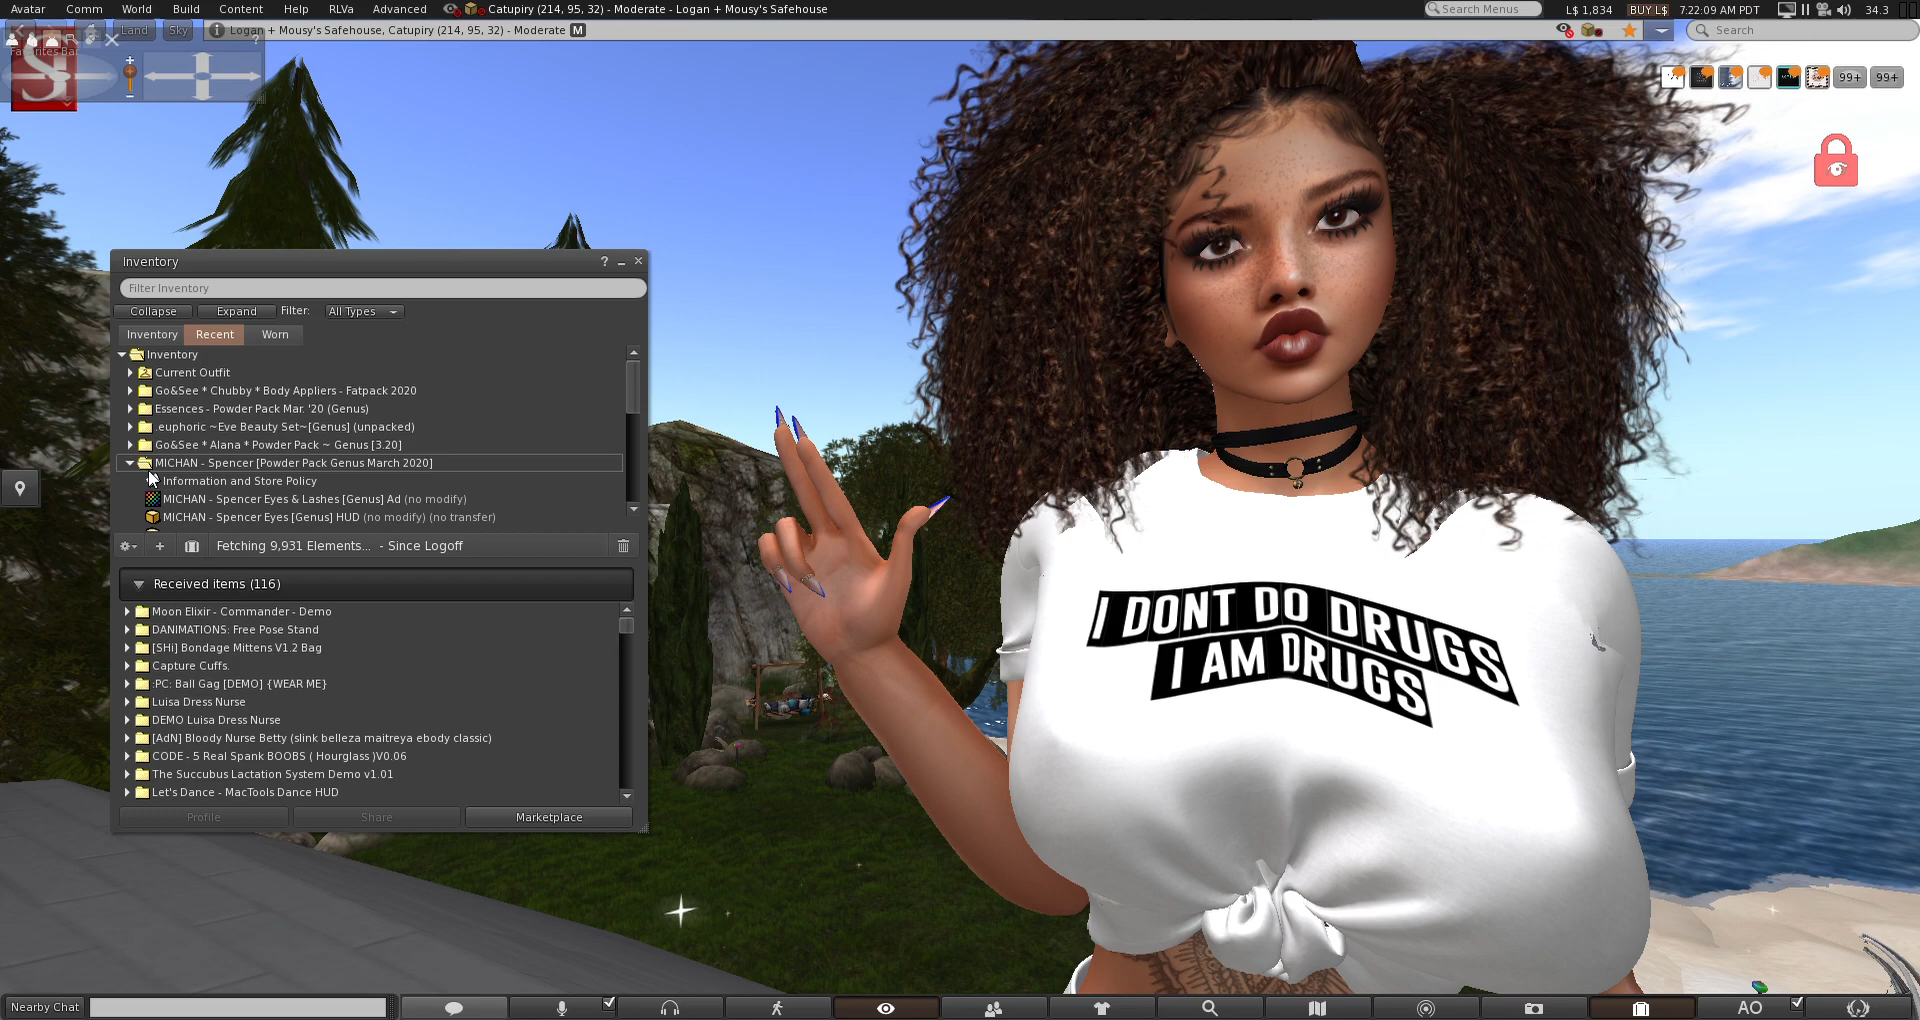 Avatar Comm World Build Content Help RLVa Advanced Catupiry (214, 95, 32) - Moderate - Logan + Mousy's Safehouse Search Menus L$ 1,834 BUY L$ 7:22:09 AM PDT 34.3
Land Sky Logan + Mousy's Safehouse, Catupiry (214, 95, 32) - Moderate M Search
Favorites Bar
99+ 99+
Inventory ?
Filter Inventory
Collapse Expand Filter: All Types
Inventory Recent Worn
Inventory
Current Outfit
Go&See * Chubby * Body Appliers - Fatpack 2020
Essences - Powder Pack Mar. '20 (Genus)
.euphoric ~Eve Beauty Set~[Genus] (unpacked)
Go&See * Alana * Powder Pack ~ Genus [3.20]
MICHAN - Spencer [Powder Pack Genus March 2020]
Information and Store Policy
MICHAN - Spencer Eyes & Lashes [Genus] Ad (no modify)
MICHAN - Spencer Eyes [Genus] HUD (no modify) (no transfer)
Fetching 9,931 Elements... - Since Logoff
Received items (116)
Moon Elixir - Commander - Demo
DANIMATIONS: Free Pose Stand
[SHi] Bondage Mittens V1.2 Bag
Capture Cuffs.
:PC: Ball Gag [DEMO] {WEAR ME}
Luisa Dress Nurse
DEMO Luisa Dress Nurse
[AdN] Bloody Nurse Betty (slink belleza maitreya ebody classic)
CODE - 5 Real Spank BOOBS ( Hourglass )V0.06
The Succubus Lactation System Demo v1.01
Let's Dance - MacTools Dance HUD
Profile Share Marketplace
I DONT DO DRUGS
I AM DRUGS
Nearby Chat AO